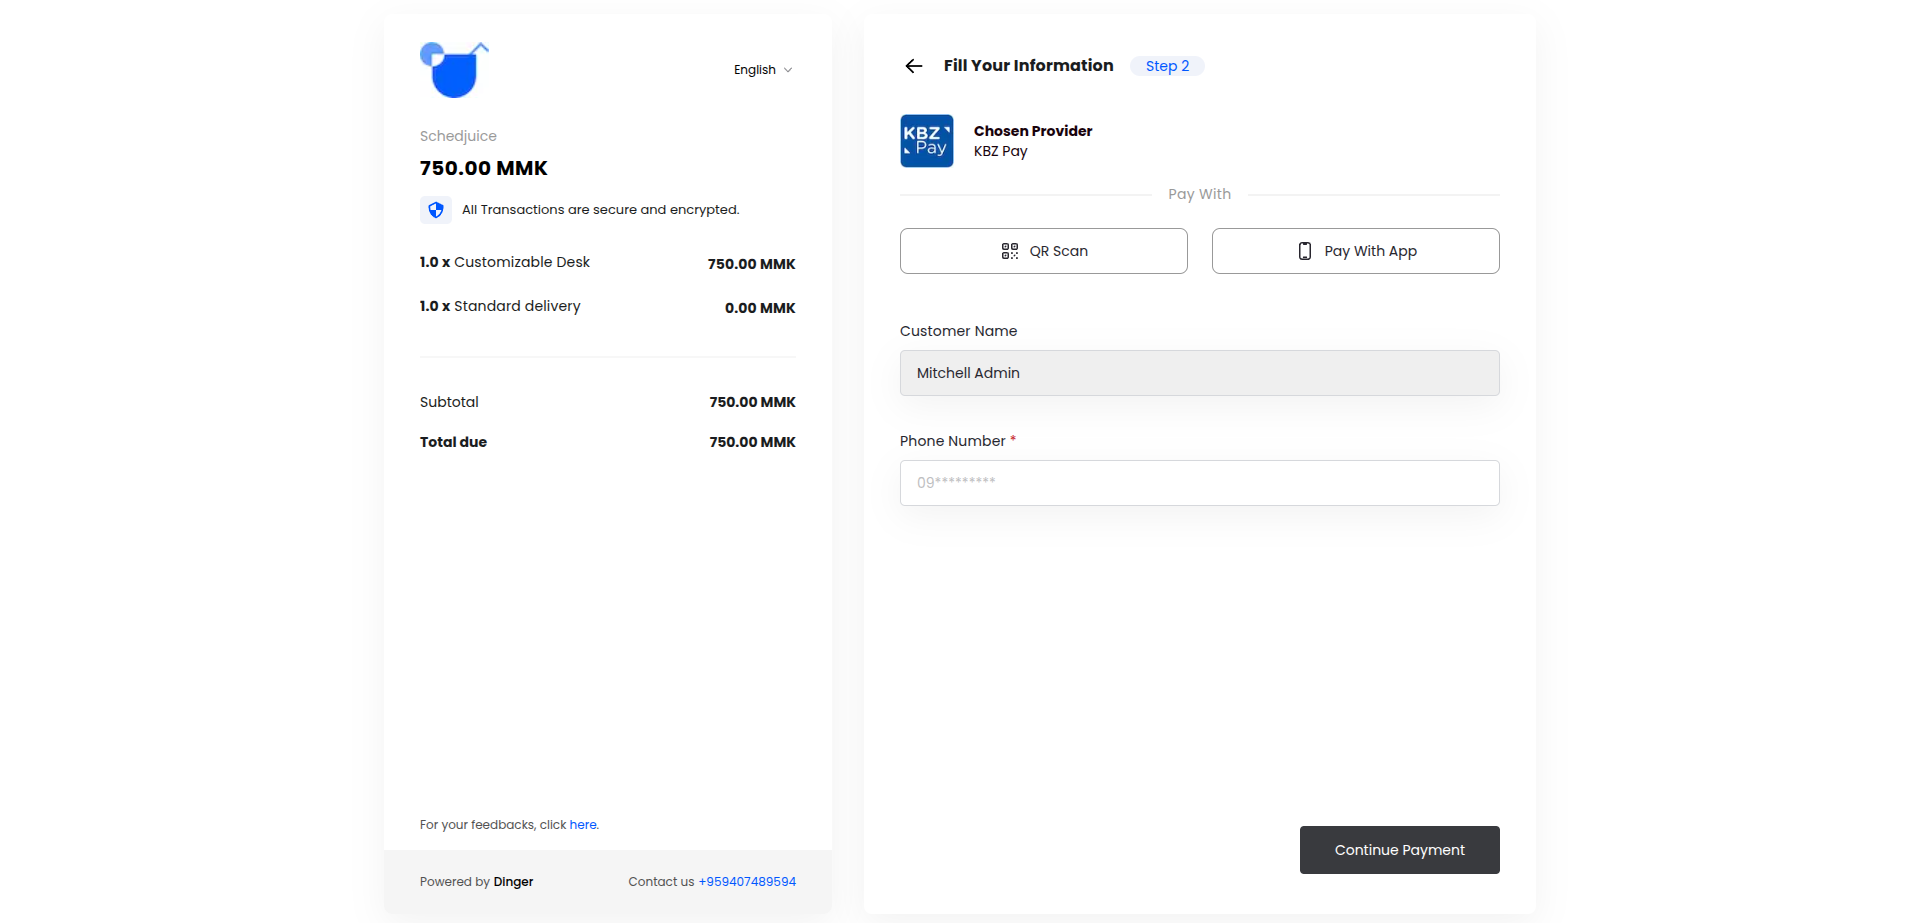 English
Schedjuice
750.00 MMK
All Transactions are secure and encrypted.
1.0 x Customizable Desk 750.00 MMK
1.0 x Standard delivery 0.00 MMK
Subtotal 750.00 MMK
Total due 750.00 MMK
For your feedbacks, click here.
Powered by Dinger Contact us +959407489594
Fill Your Information Step 2
KBZ Pay
Chosen Provider
KBZ Pay
Pay With
QR Scan Pay With App
Customer Name
Mitchell Admin
Phone Number *
09*********
Continue Payment